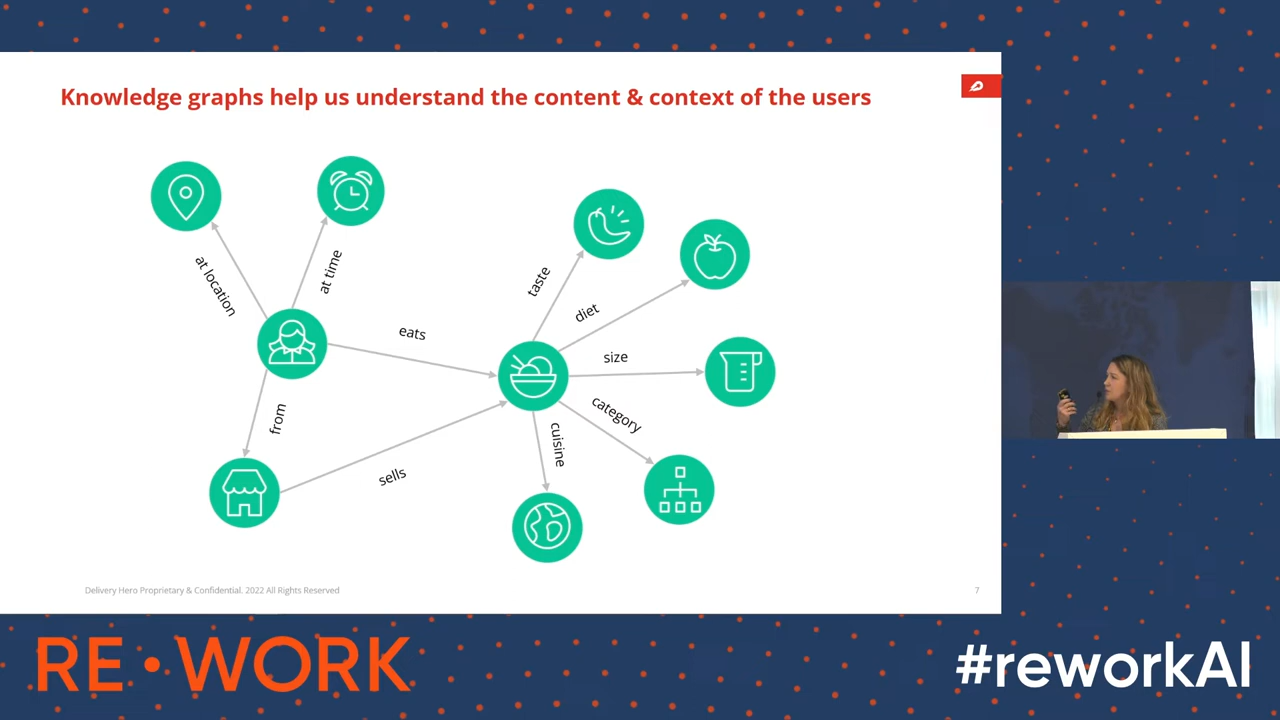 Knowledge graphs help us understand the content & context of the users
at location
at time
eats
from
sells
taste
diet
size
category
cuisine
Delivery Hero Proprietary & Confidential. 2022 All Rights Reserved
7
RE•WORK
#reworkAI